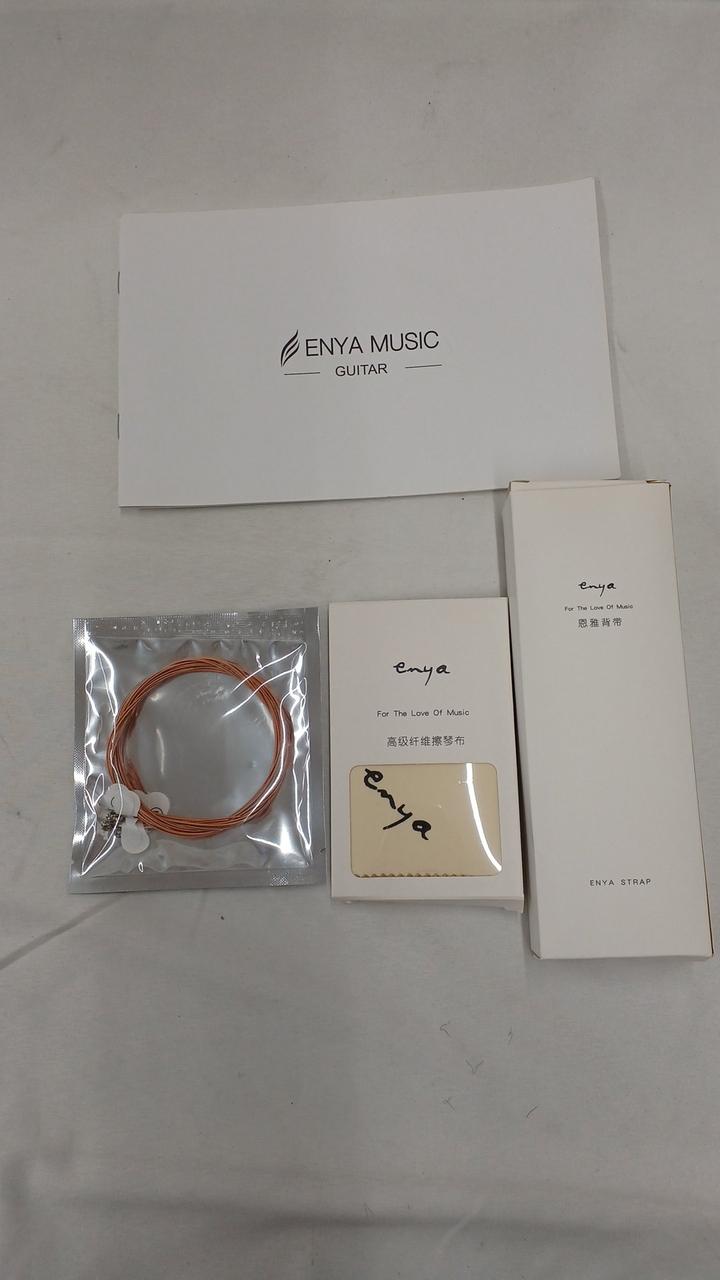 ENYA MUSIC
GUITAR
enya
For The Love Of Music
恩雅背带
ENYA STRAP
enya
For The Love Of Music
高级纤维擦琴布
enya